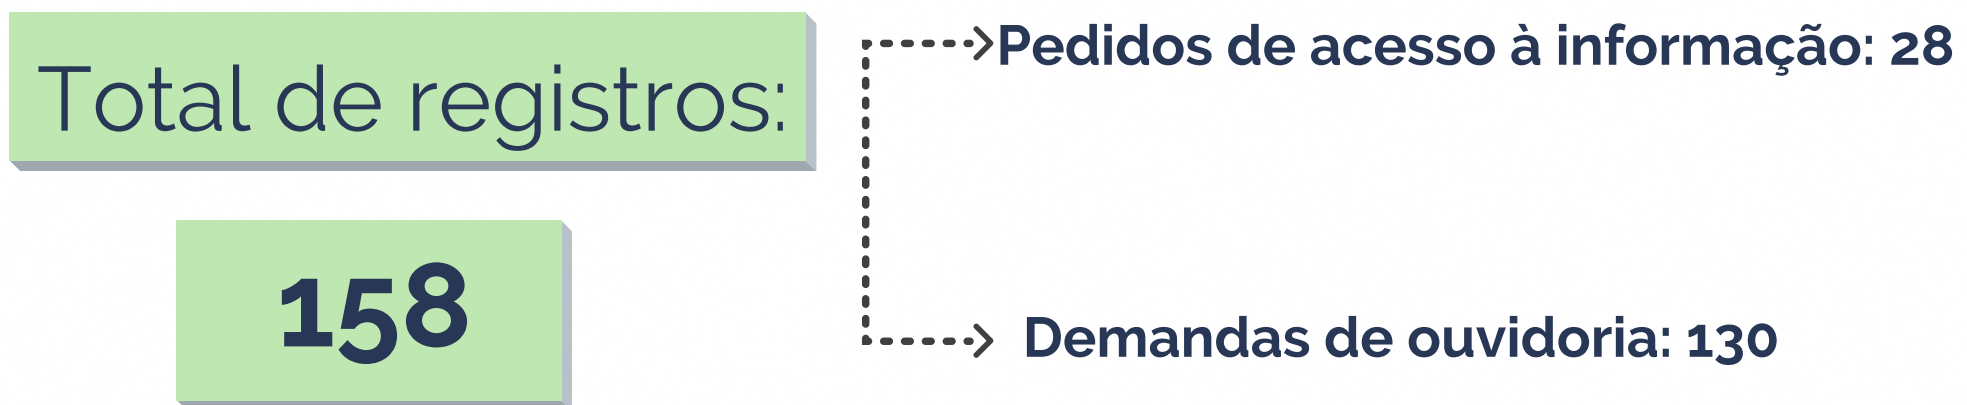 Total de registros:
158
Pedidos de acesso à informação: 28
Demandas de ouvidoria: 130